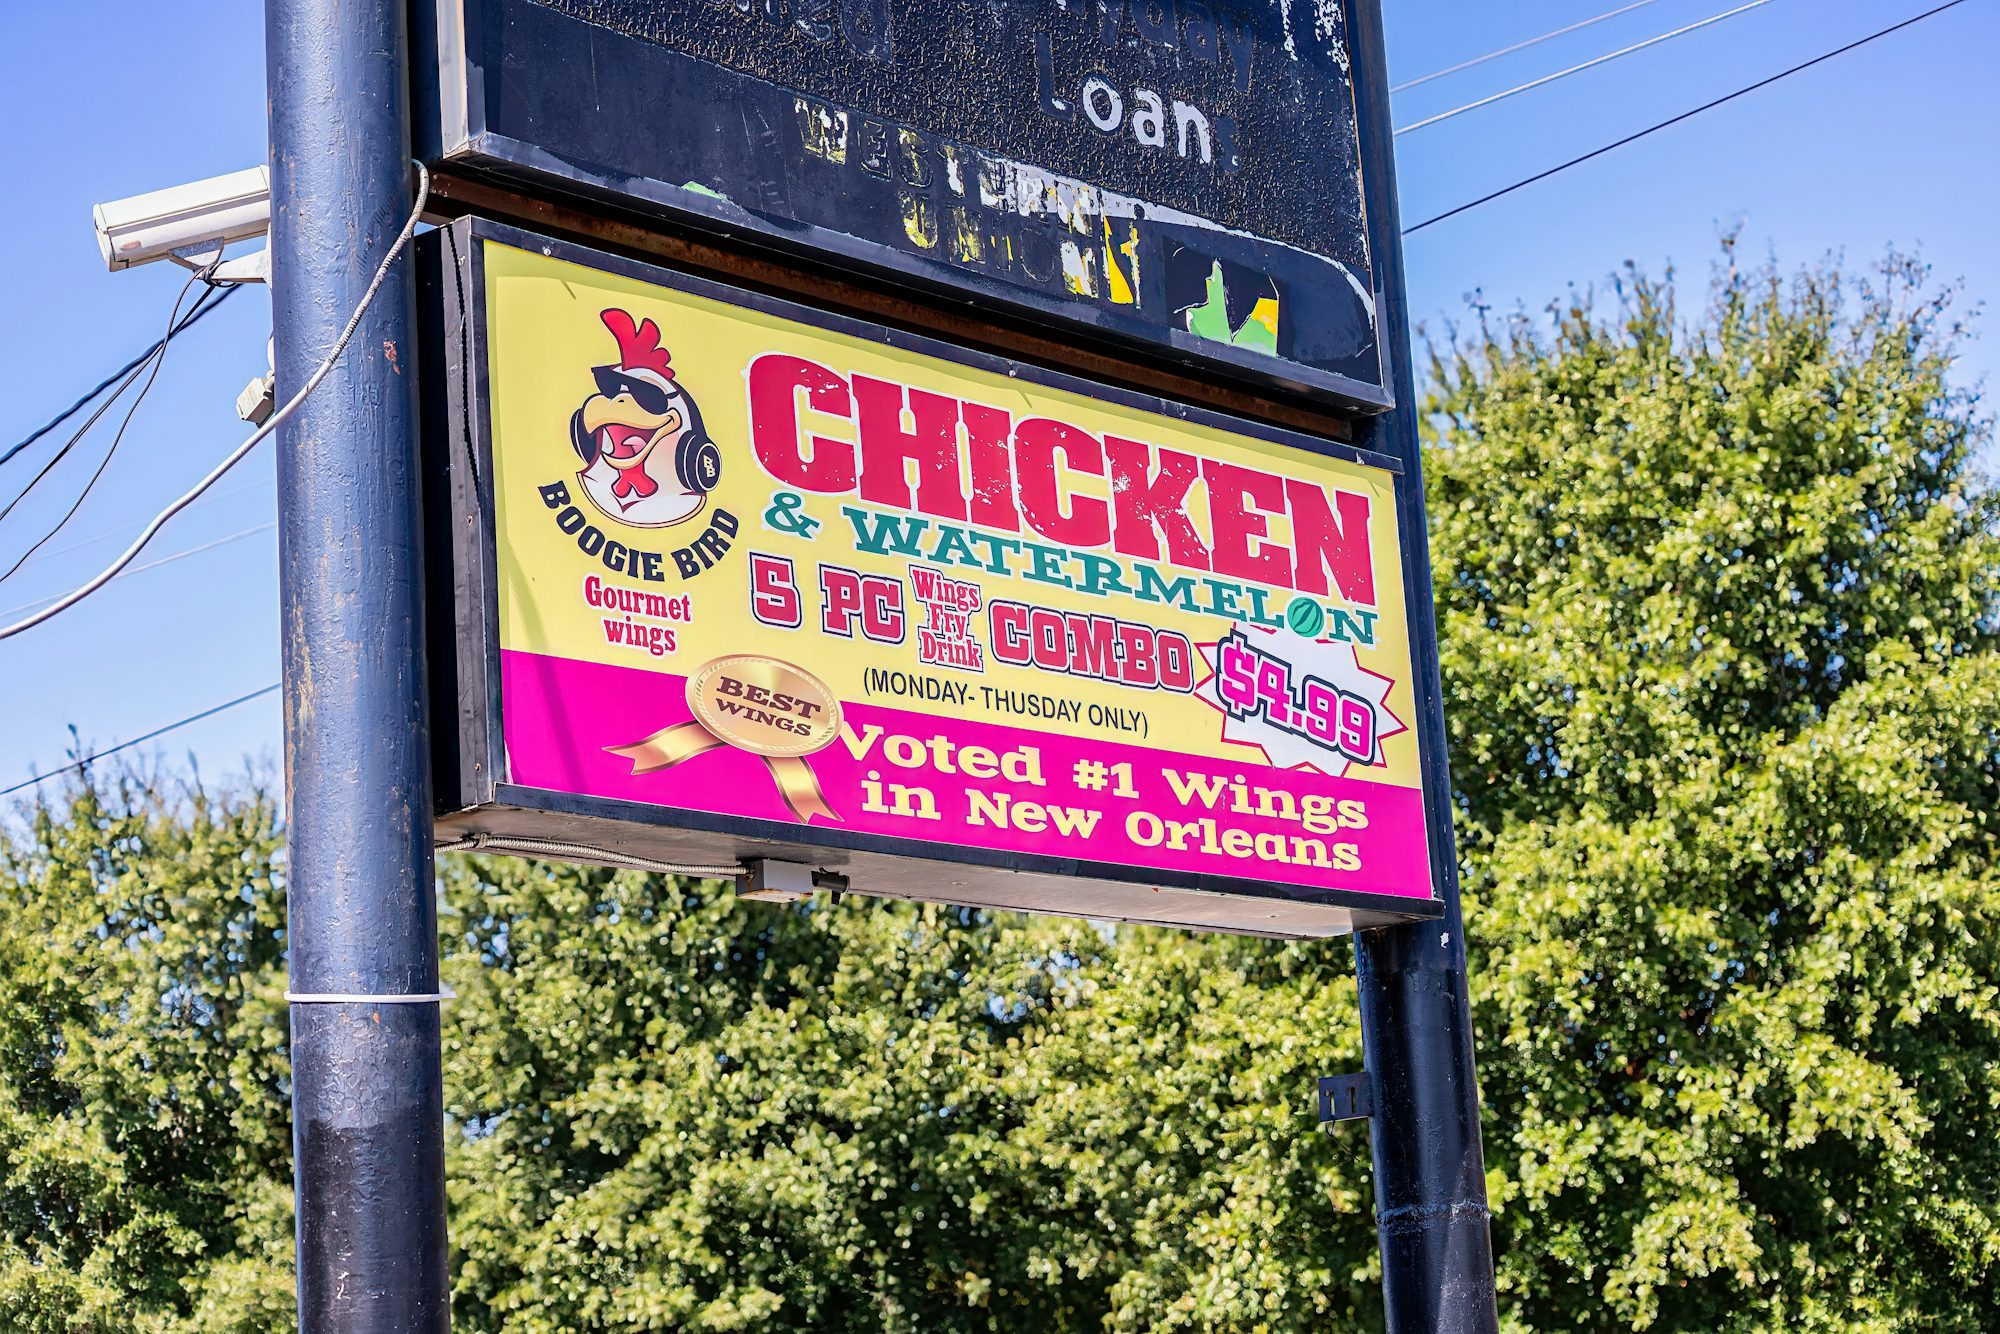 Loans
WESTERN
UNION
BOOGIE BIRD
Gourmet
wings
CHICKEN
& WATERMELON
5 PC Wings Fry Drink COMBO
$4.99
(MONDAY- THUSDAY ONLY)
BEST
WINGS
Voted #1 Wings
in New Orleans